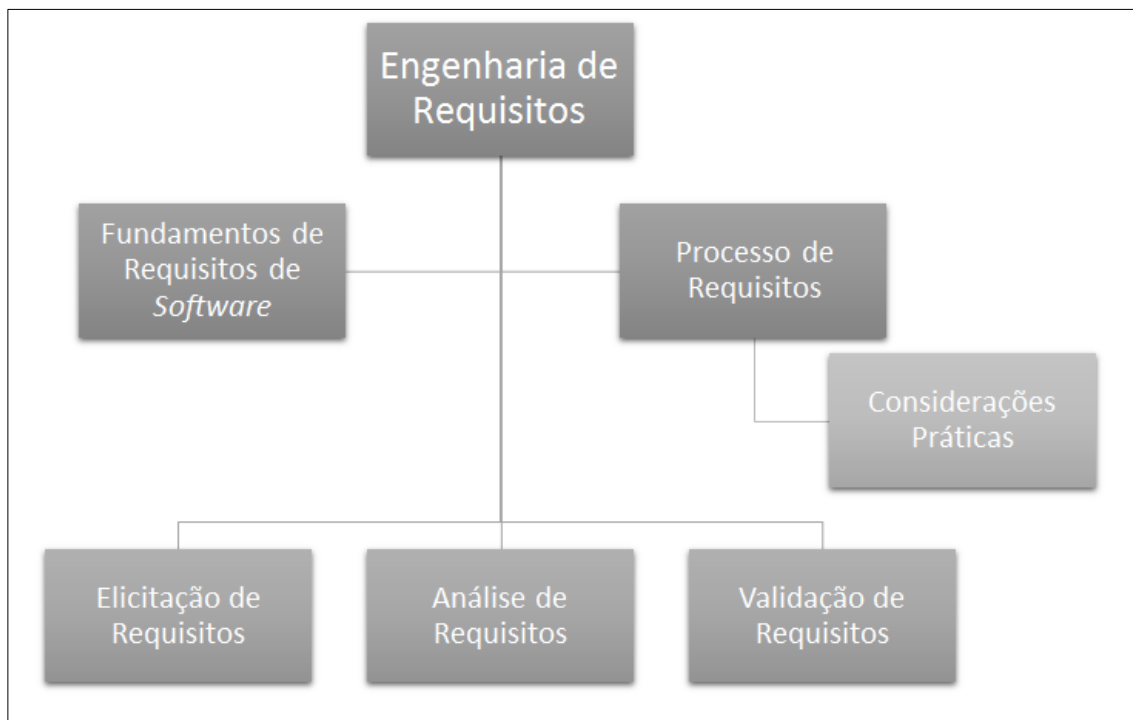 Engenharia de
Requisitos
Fundamentos de
Requisitos de
Software
Processo de
Requisitos
Considerações
Práticas
Elicitação de
Requisitos
Análise de
Requisitos
Validação de
Requisitos